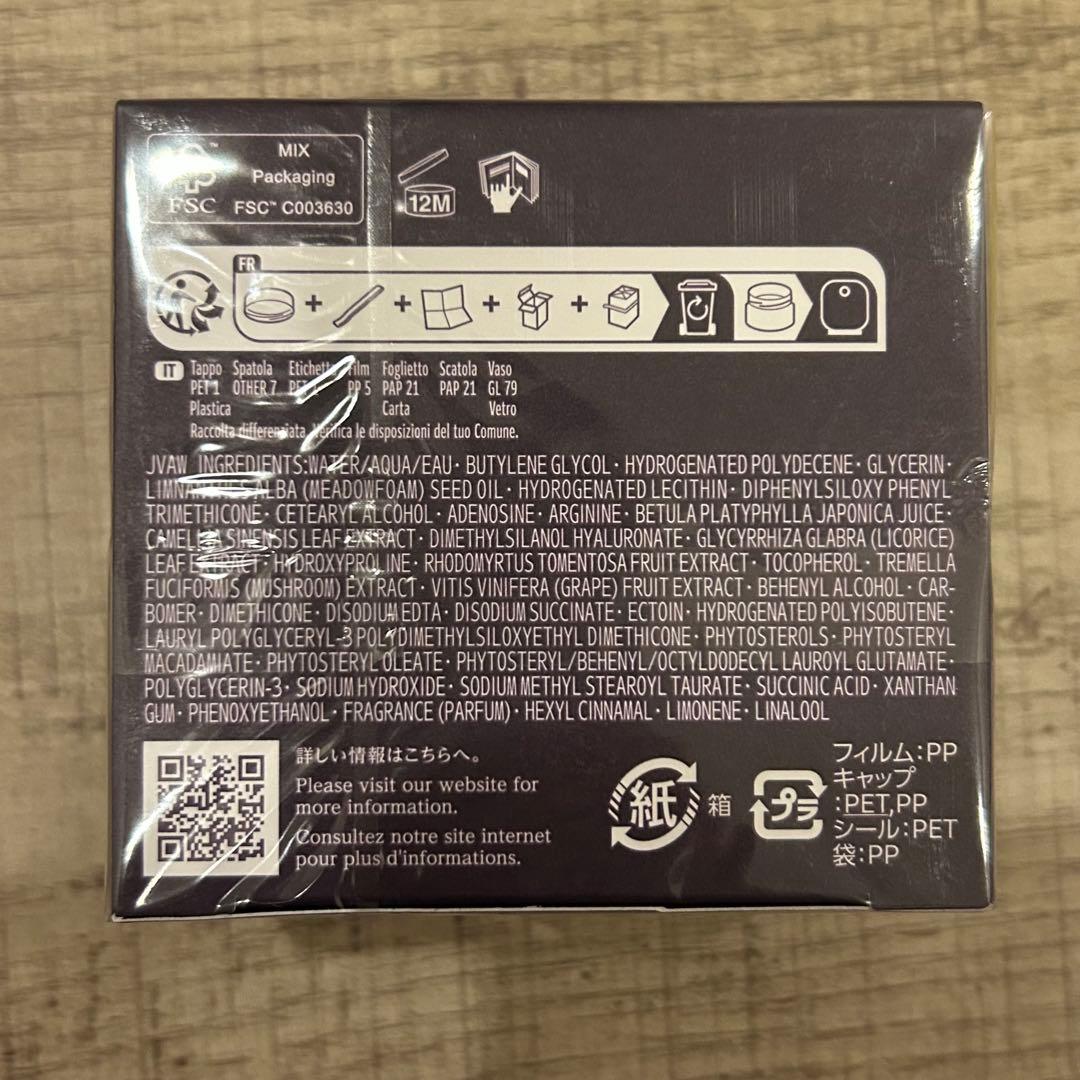 MIX
Packaging
FSC™ C003630
FSC
12M
FR
IT Tappo Spatola Etichetta Film Foglietto Scatola Vaso
PET 1 OTHER 7 PET 1 PP 5 PAP 21 PAP 21 GL 79
Plastica Carta Vetro
Raccolta differenziata. Verifica le disposizioni del tuo Comune.
JVAW INGREDIENTS:WATER/AQUA/EAU· BUTYLENE GLYCOL· HYDROGENATED POLYDECENE· GLYCERIN·
LIMNANTHES ALBA (MEADOWFOAM) SEED OIL· HYDROGENATED LECITHIN· DIPHENYLSILOXY PHENYL
TRIMETHICONE· CETEARYL ALCOHOL· ADENOSINE· ARGININE· BETULA PLATYPHYLLA JAPONICA JUICE·
CAMELLIA SINENSIS LEAF EXTRACT· DIMETHYLSILANOL HYALURONATE· GLYCYRRHIZA GLABRA (LICORICE)
LEAF EXTRACT· HYDROXYPROLINE· RHODOMYRTUS TOMENTOSA FRUIT EXTRACT· TOCOPHEROL· TREMELLA
FUCIFORMIS (MUSHROOM) EXTRACT· VITIS VINIFERA (GRAPE) FRUIT EXTRACT· BEHENYL ALCOHOL· CAR-
BOMER· DIMETHICONE· DISODIUM EDTA· DISODIUM SUCCINATE· ECTOIN· HYDROGENATED POLYISOBUTENE·
LAURYL POLYGLYCERYL-3 POLYDIMETHYLSILOXYETHYL DIMETHICONE· PHYTOSTEROLS· PHYTOSTERYL
MACADAMIATE· PHYTOSTERYL OLEATE· PHYTOSTERYL/BEHENYL/OCTYLDODECYL LAUROYL GLUTAMATE·
POLYGLYCERIN-3· SODIUM HYDROXIDE· SODIUM METHYL STEAROYL TAURATE· SUCCINIC ACID· XANTHAN
GUM· PHENOXYETHANOL· FRAGRANCE (PARFUM)· HEXYL CINNAMAL· LIMONENE· LINALOOL
詳しい情報はこちらへ。
Please visit our website for
more information.
Consultez notre site internet
pour plus d'informations.
紙 箱
プラ
フィルム:PP
キャップ
:PET,PP
シール:PET
袋:PP